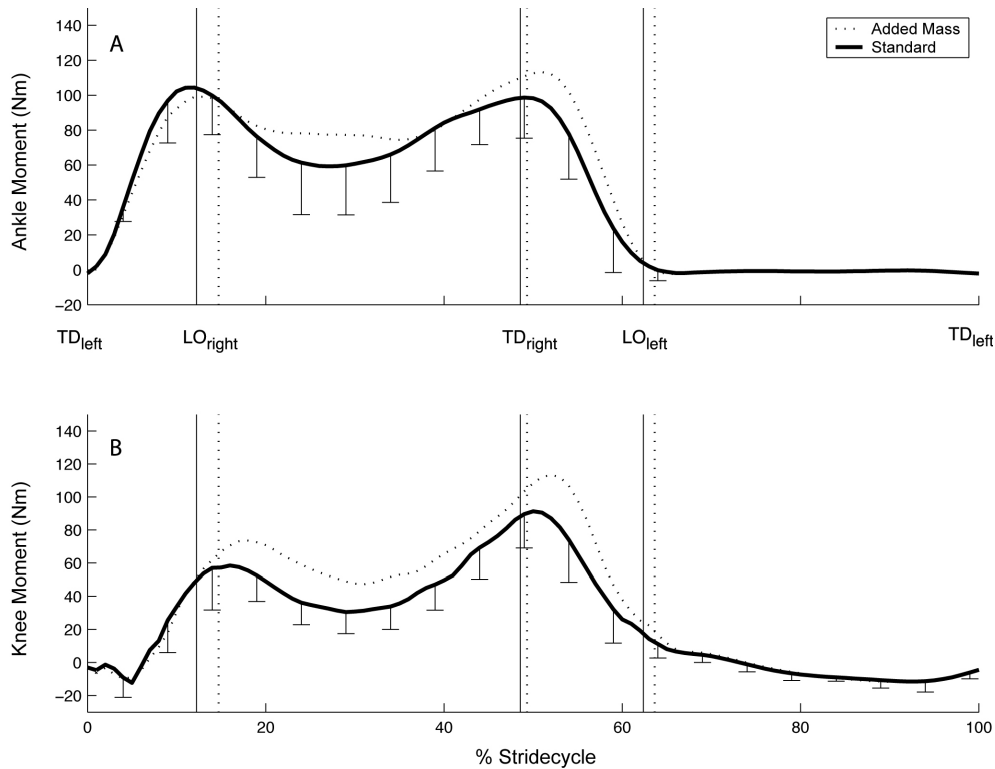 A
Added Mass
Standard
Ankle Moment (Nm)
140
120
100
80
60
40
20
0
−20
TDleft LOright TDright LOleft TDleft
B
Knee Moment (Nm)
140
120
100
80
60
40
20
0
−20
0 20 40 60 80 100
% Stridecycle